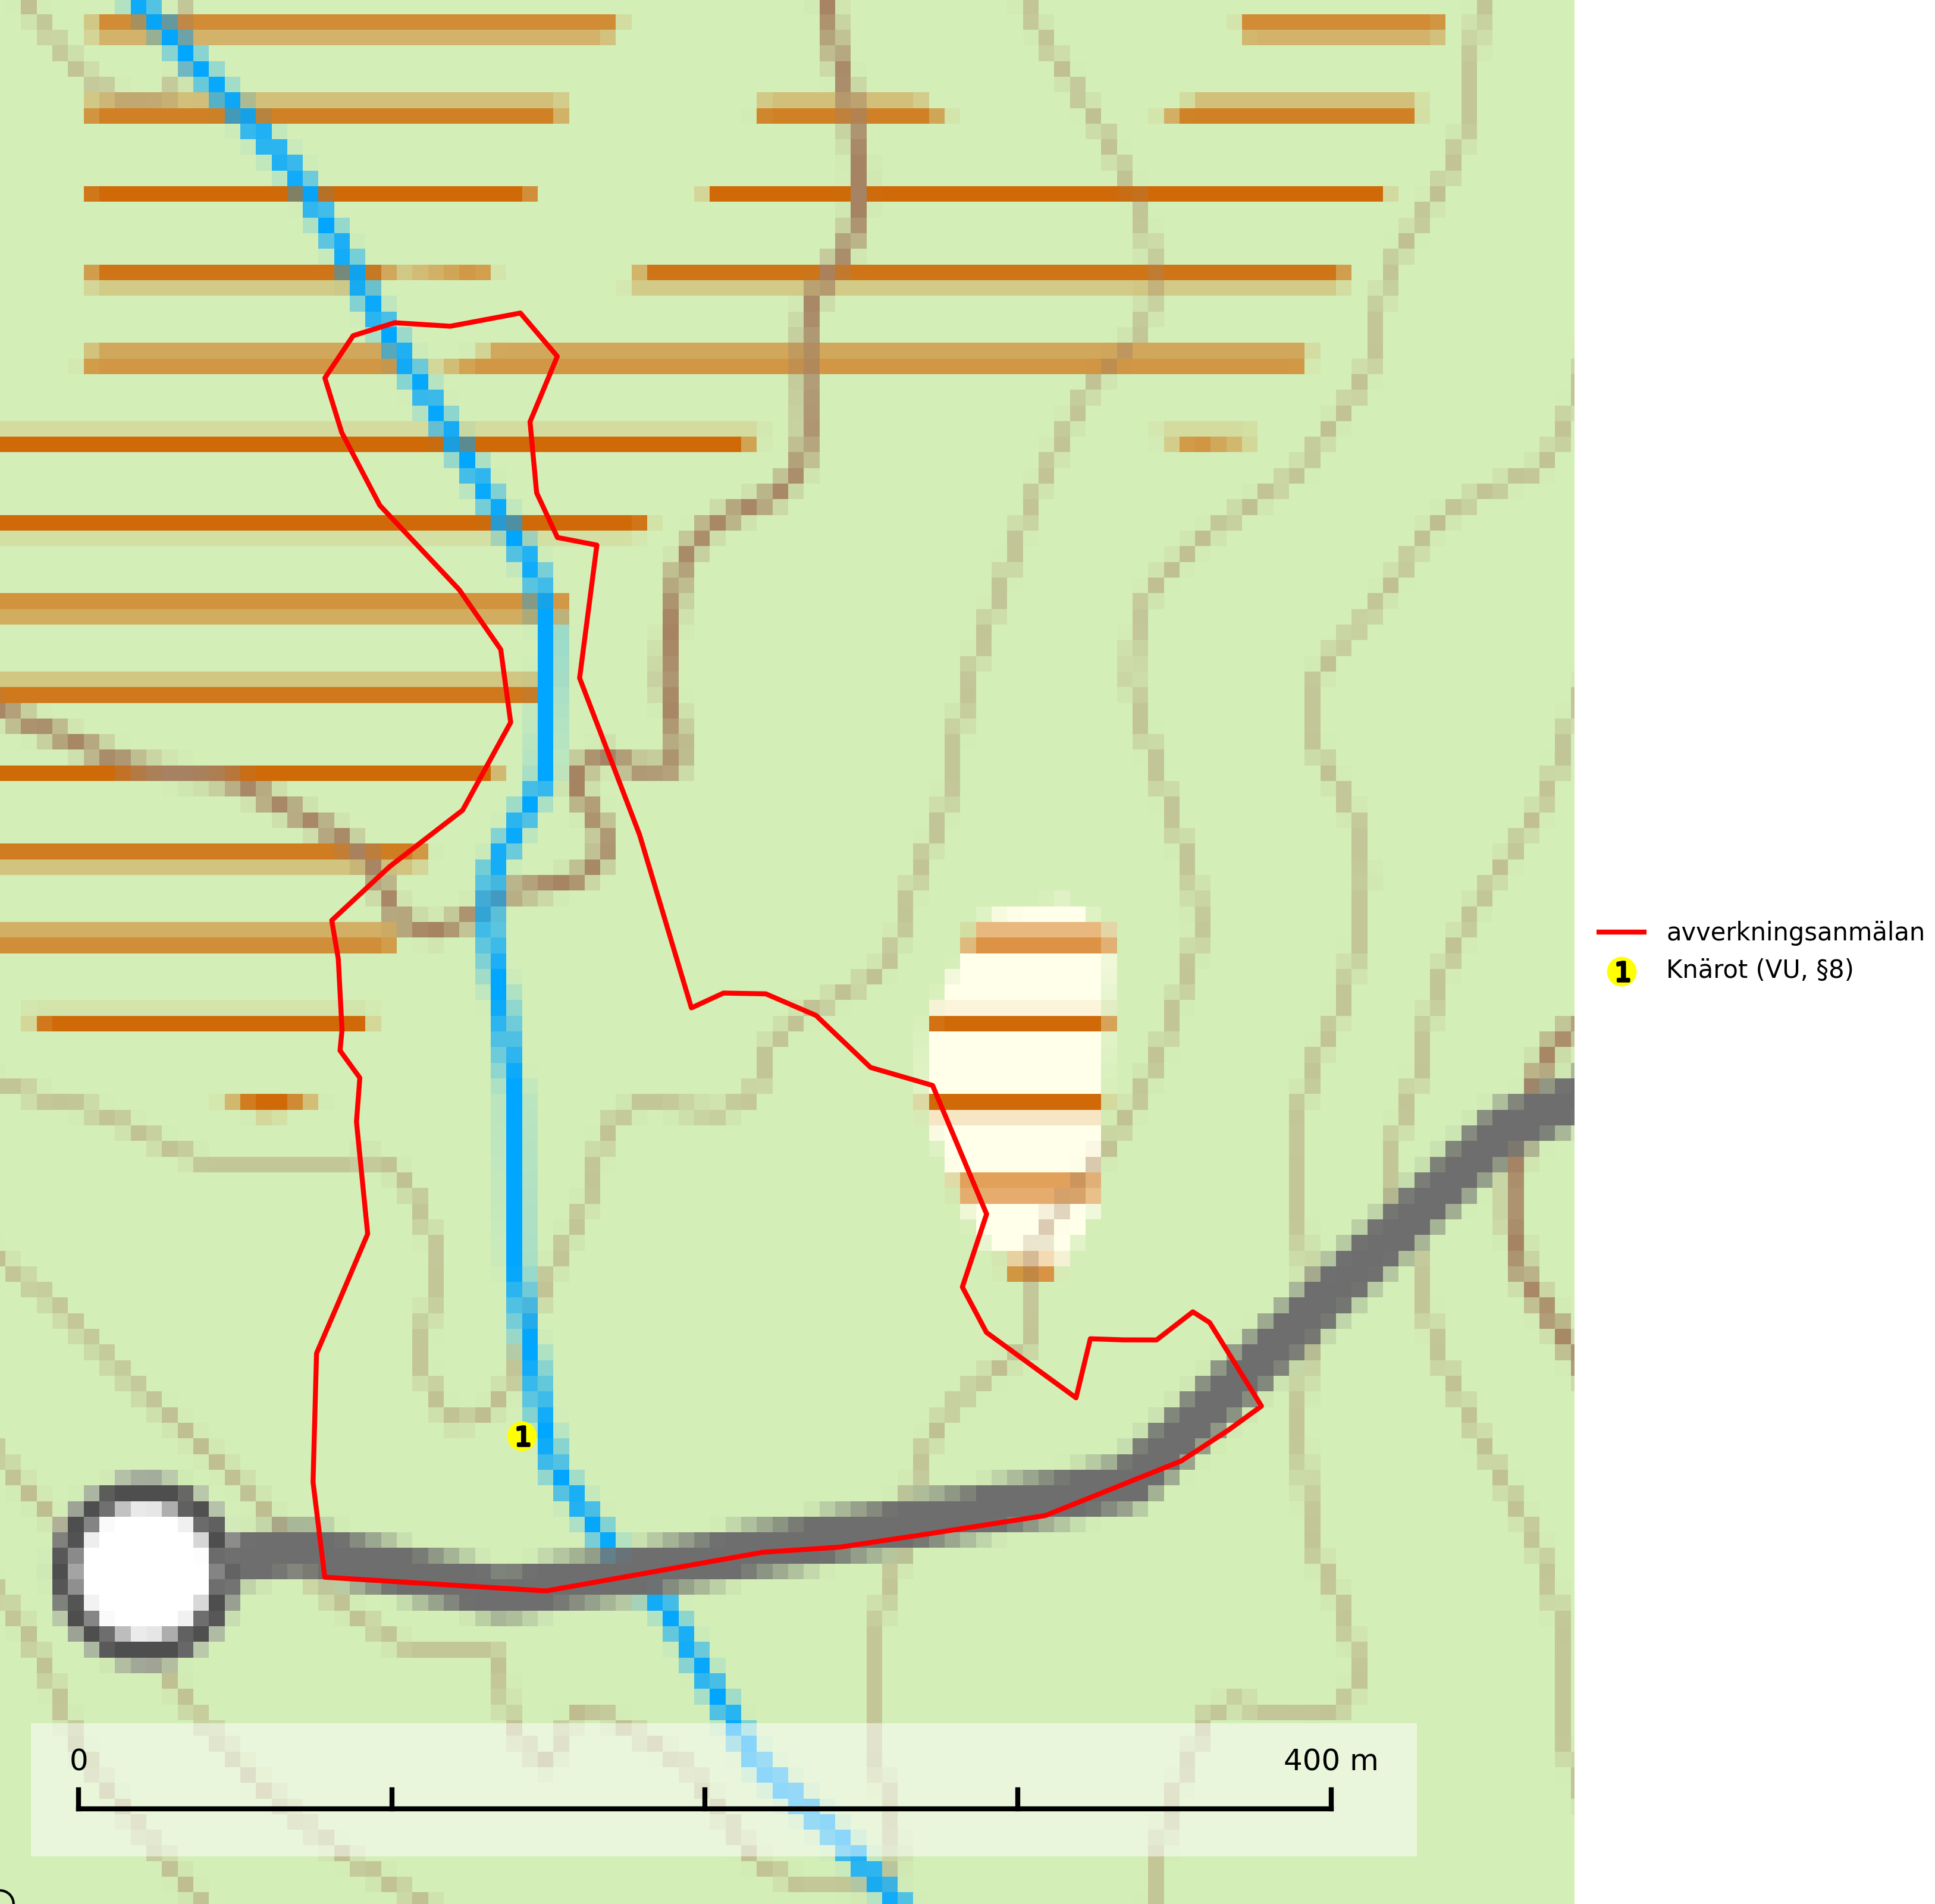 avverkningsanmälan
1 Knärot (VU, §8)
1
0 400 m